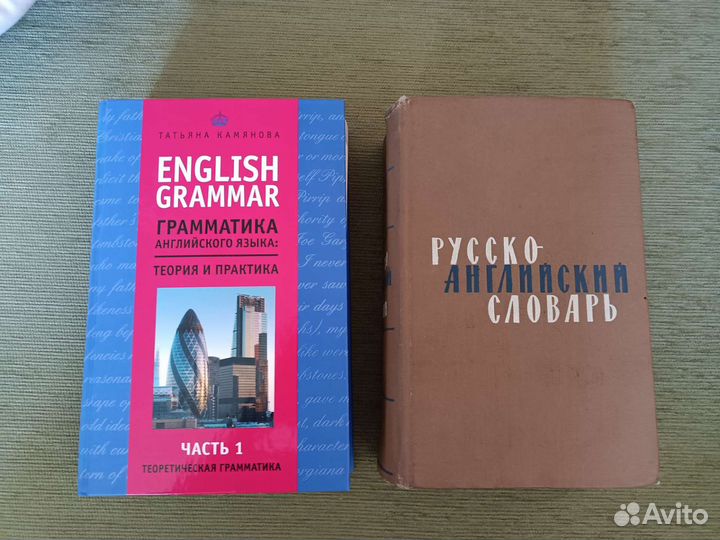 ТАТЬЯНА КАМЯНОВА
ENGLISH
GRAMMAR
ГРАММАТИКА
АНГЛИЙСКОГО ЯЗЫКА:
ТЕОРИЯ И ПРАКТИКА
ЧАСТЬ 1
ТЕОРЕТИЧЕСКАЯ ГРАММАТИКА
РУССКО-
АНГЛИЙСКИЙ
СЛОВАРЬ
Avito